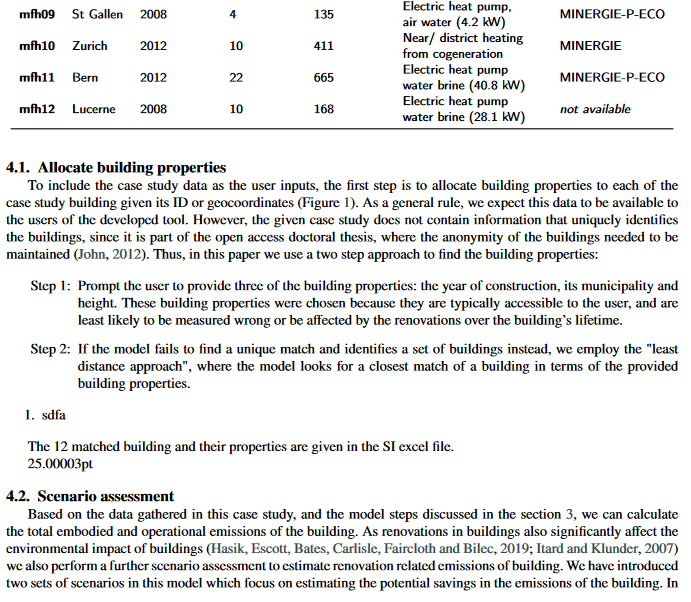 mfh09 St Gallen 2008 4 135 Electric heat pump, air water (4.2 kW) MINERGIE-P-ECO
mfh10 Zurich 2012 10 411 Near/ district heating from cogeneration MINERGIE
mfh11 Bern 2012 22 665 Electric heat pump water brine (40.8 kW) MINERGIE-P-ECO
mfh12 Lucerne 2008 10 168 Electric heat pump water brine (28.1 kW) not available
4.1. Allocate building properties
To include the case study data as the user inputs, the first step is to allocate building properties to each of the
case study building given its ID or geocoordinates (Figure 1). As a general rule, we expect this data to be available to
the users of the developed tool. However, the given case study does not contain information that uniquely identifies
the buildings, since it is part of the open access doctoral thesis, where the anonymity of the buildings needed to be
maintained (John, 2012). Thus, in this paper we use a two step approach to find the building properties:
Step 1: Prompt the user to provide three of the building properties: the year of construction, its municipality and
height. These building properties were chosen because they are typically accessible to the user, and are
least likely to be measured wrong or be affected by the renovations over the building's lifetime.
Step 2: If the model fails to find a unique match and identifies a set of buildings instead, we employ the "least
distance approach", where the model looks for a closest match of a building in terms of the provided
building properties.
1. sdfa
The 12 matched building and their properties are given in the SI excel file.
25.00003pt
4.2. Scenario assessment
Based on the data gathered in this case study, and the model steps discussed in the section 3, we can calculate
the total embodied and operational emissions of the building. As renovations in buildings also significantly affect the
environmental impact of buildings (Hasik, Escott, Bates, Carlisle, Faircloth and Bilec, 2019; Itard and Klunder, 2007)
we also perform a further scenario assessment to estimate renovation related emissions of building. We have introduced
two sets of scenarios in this model which focus on estimating the potential savings in the emissions of the building. In